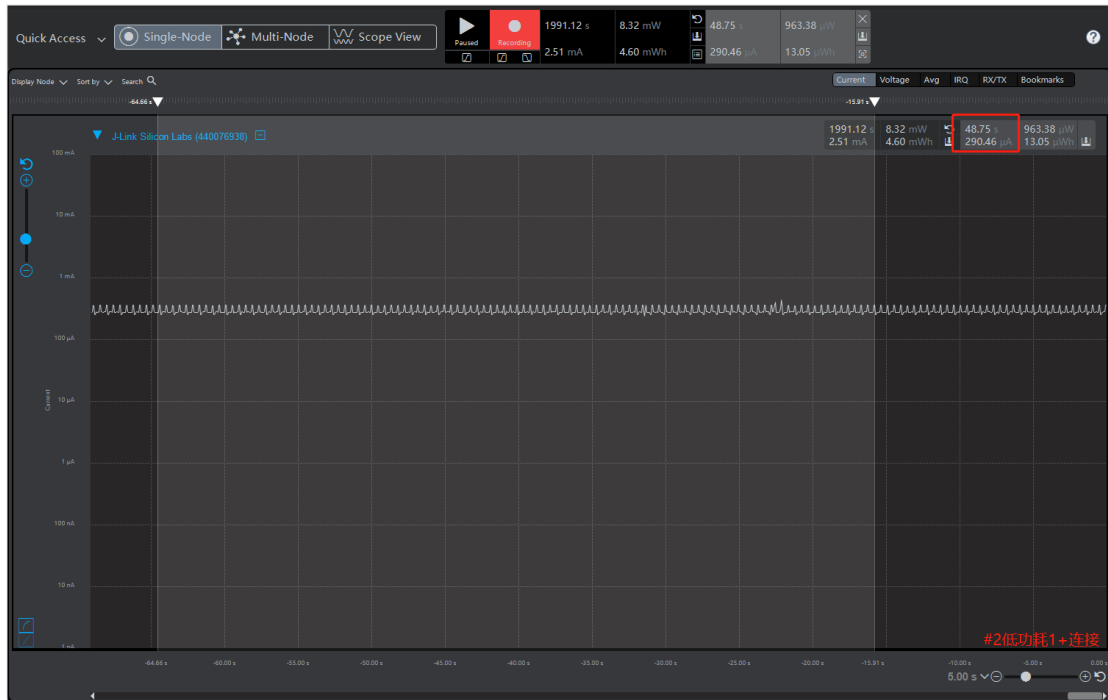 Quick Access
Single-Node
Multi-Node
Scope View
Paused
Recording
1991.12 s
2.51 mA
8.32 mW
4.60 mWh
48.75 s
290.46 µA
963.38 µW
13.05 µWh
Display Node
Sort by
Search
Current
Voltage
Avg
IRQ
RX/TX
Bookmarks
-64.66 s
-15.91 s
J-Link Silicon Labs (440076938)
1991.12 s
2.51 mA
8.32 mW
4.60 mWh
48.75 s
290.46 µA
963.38 µW
13.05 µWh
100 mA
10 mA
1 mA
100 µA
10 µA
1 µA
100 nA
10 nA
1 nA
Current
#2低功耗1+连接
-64.66 s
-60.00 s
-55.00 s
-50.00 s
-45.00 s
-40.00 s
-35.00 s
-30.00 s
-25.00 s
-20.00 s
-15.91 s
-10.00 s
-5.00 s
0.00 s
5.00 s